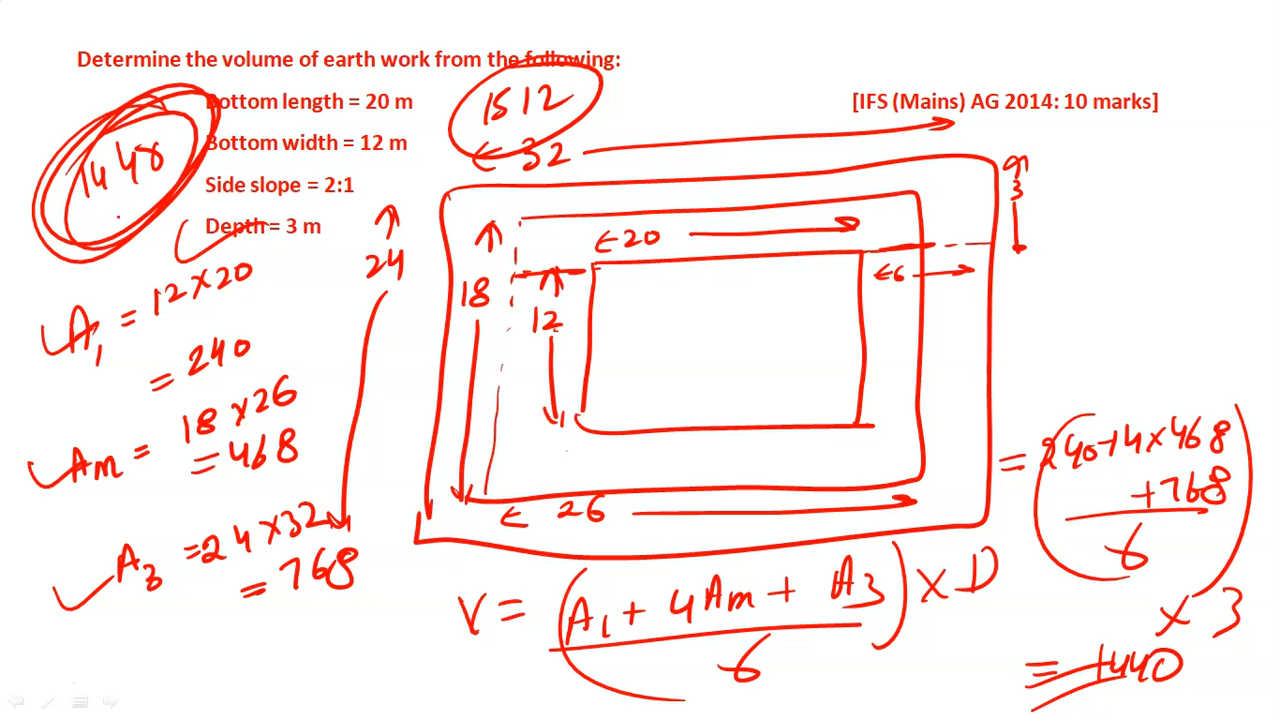 Determine the volume of earth work from the following:
Bottom length = 20 m
[IFS (Mains) AG 2014: 10 marks]
Bottom width = 12 m
Side slope = 2:1
Depth = 3 m
1448
1512
32
3
24
20
6
18
12
26
A1 = 12×20
= 240
Am = 18×26
= 468
A3 = 24×32
= 768
V = (A1 + 4Am + A3 / 6) × D
= (240+4×468
+768
6)
× 3
= 1440